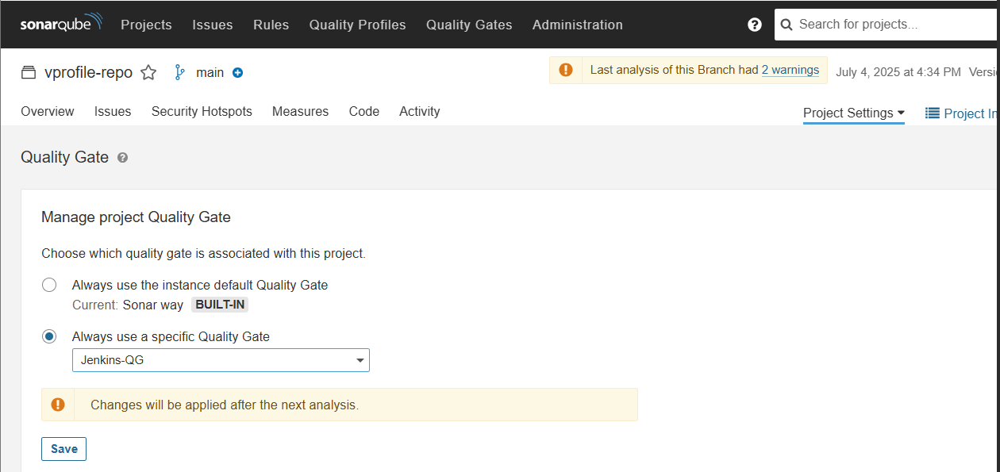 sonarqube Projects Issues Rules Quality Profiles Quality Gates Administration ? Search for projects...
vprofile-repo main Last analysis of this Branch had 2 warnings July 4, 2025 at 4:34 PM
Overview Issues Security Hotspots Measures Code Activity Project Settings Project
Quality Gate ?
Manage project Quality Gate
Choose which quality gate is associated with this project.
Always use the instance default Quality Gate
Current: Sonar way BUILT-IN
Always use a specific Quality Gate
Jenkins-QG
Changes will be applied after the next analysis.
Save